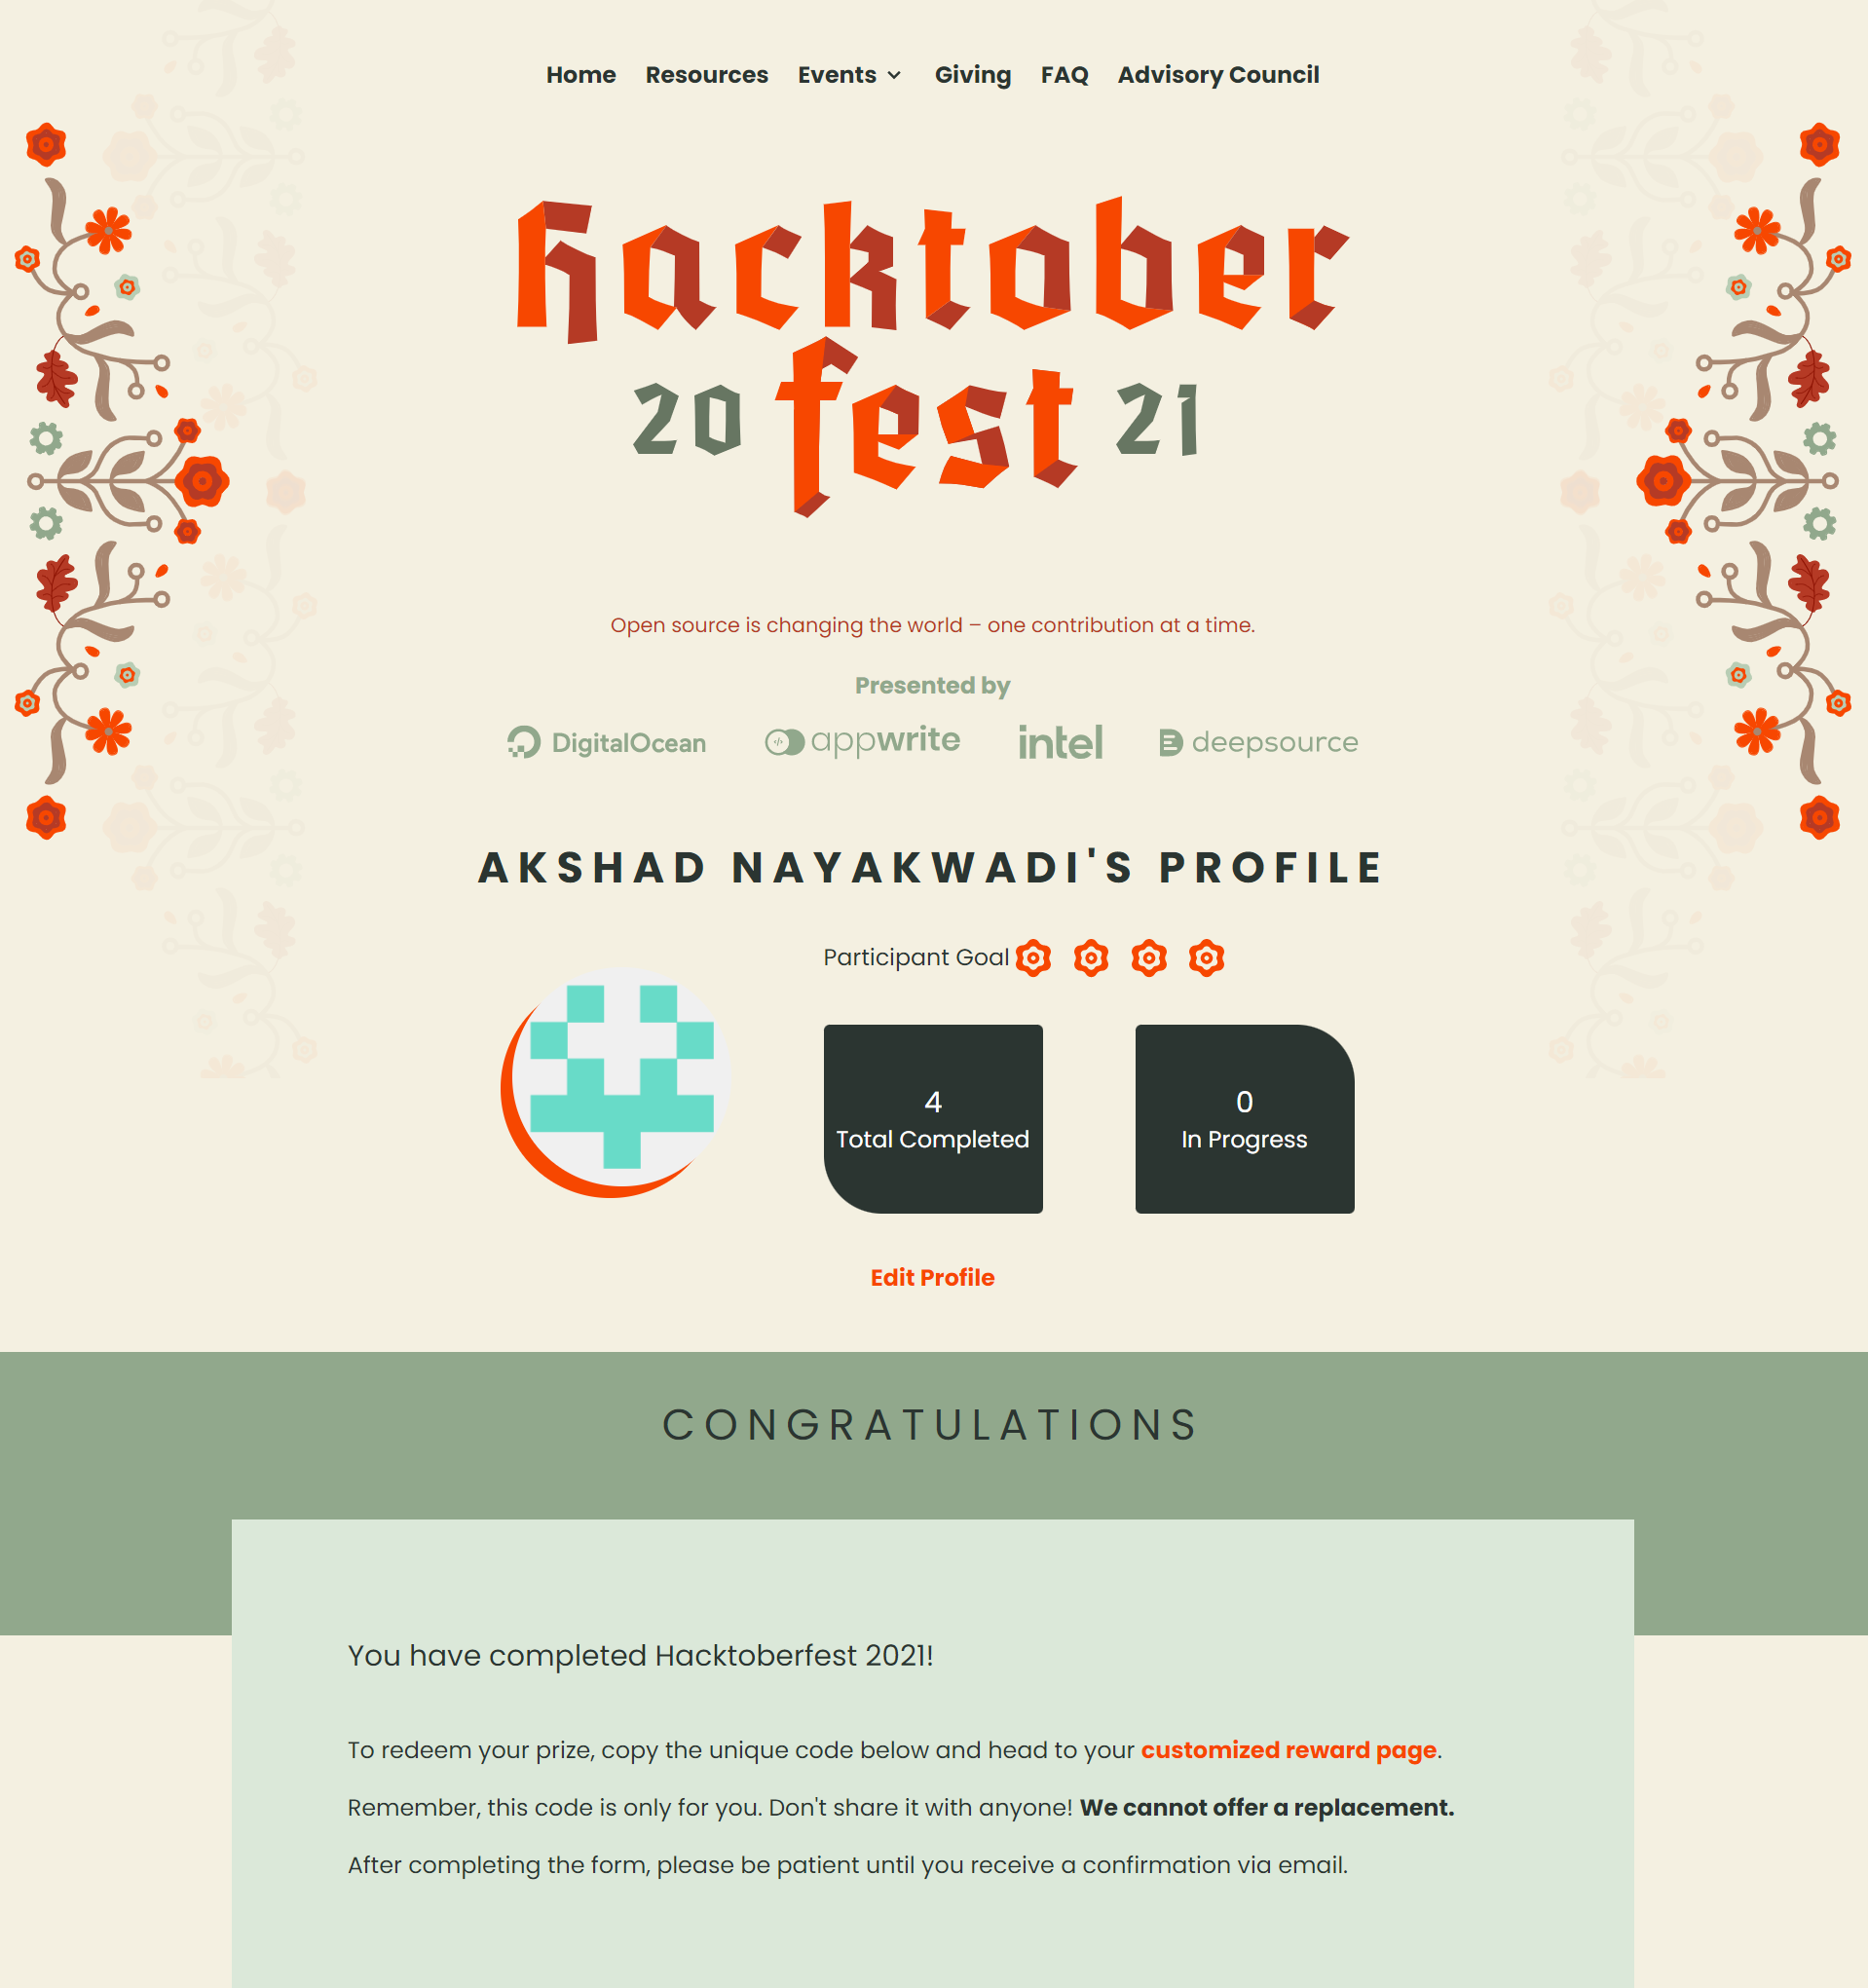 Home Resources Events Giving FAQ Advisory Council
hacktober
20 fest 21
Open source is changing the world – one contribution at a time.
Presented by
DigitalOcean appwrite intel deepsource
AKSHAD NAYAKWADI'S PROFILE
Participant Goal
4
Total Completed
0
In Progress
Edit Profile
CONGRATULATIONS
You have completed Hacktoberfest 2021!
To redeem your prize, copy the unique code below and head to your customized reward page.
Remember, this code is only for you. Don't share it with anyone! We cannot offer a replacement.
After completing the form, please be patient until you receive a confirmation via email.